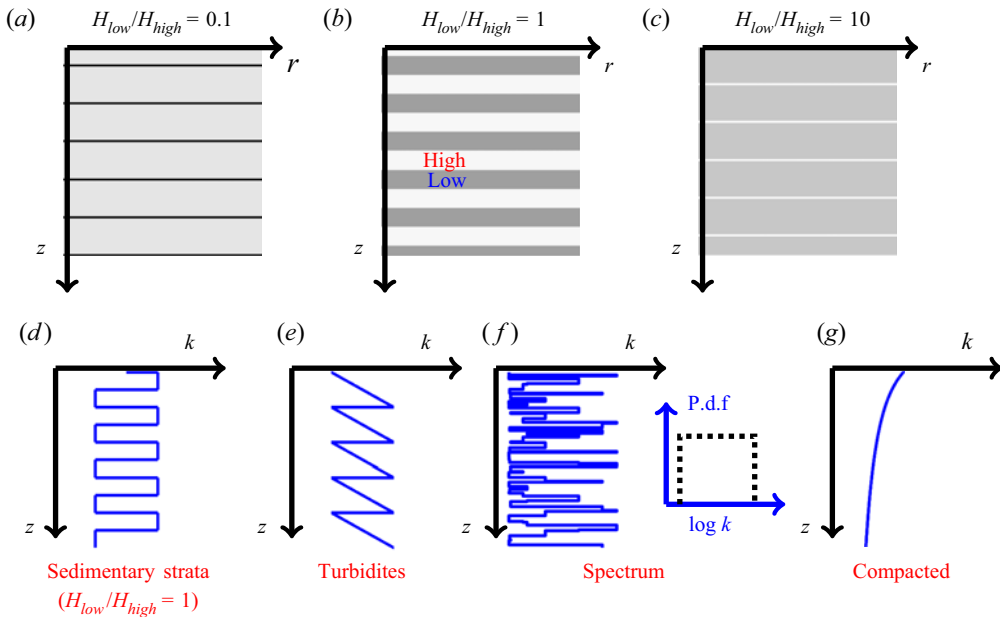 (a) H_low/H_high = 0.1
(b) H_low/H_high = 1
(c) H_low/H_high = 10
r
r
r
High
Low
z
z
z
(d)
k
(e)
k
(f)
k
(g)
k
P.d.f
log k
z
z
z
z
Sedimentary strata
(H_low/H_high = 1)
Turbidites
Spectrum
Compacted